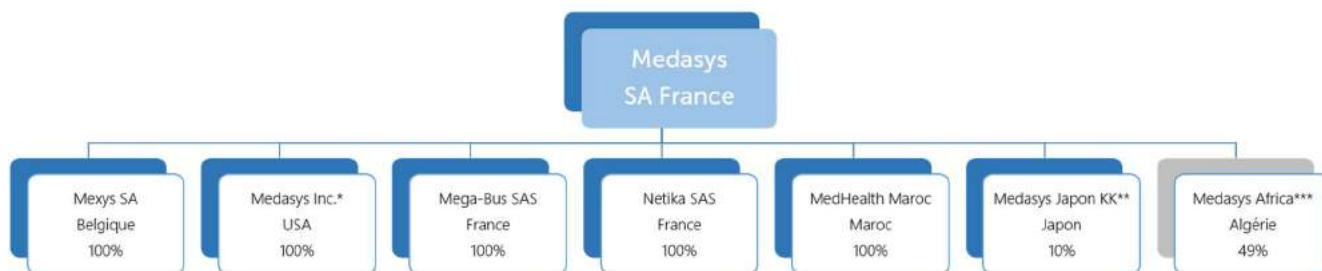 Medasys
SA France
Mexys SA
Belgique
100%
Medasys Inc.*
USA
100%
Mega-Bus SAS
France
100%
Netika SAS
France
100%
MedHealth Maroc
Maroc
100%
Medasys Japon KK**
Japon
10%
Medasys Africa***
Algérie
49%